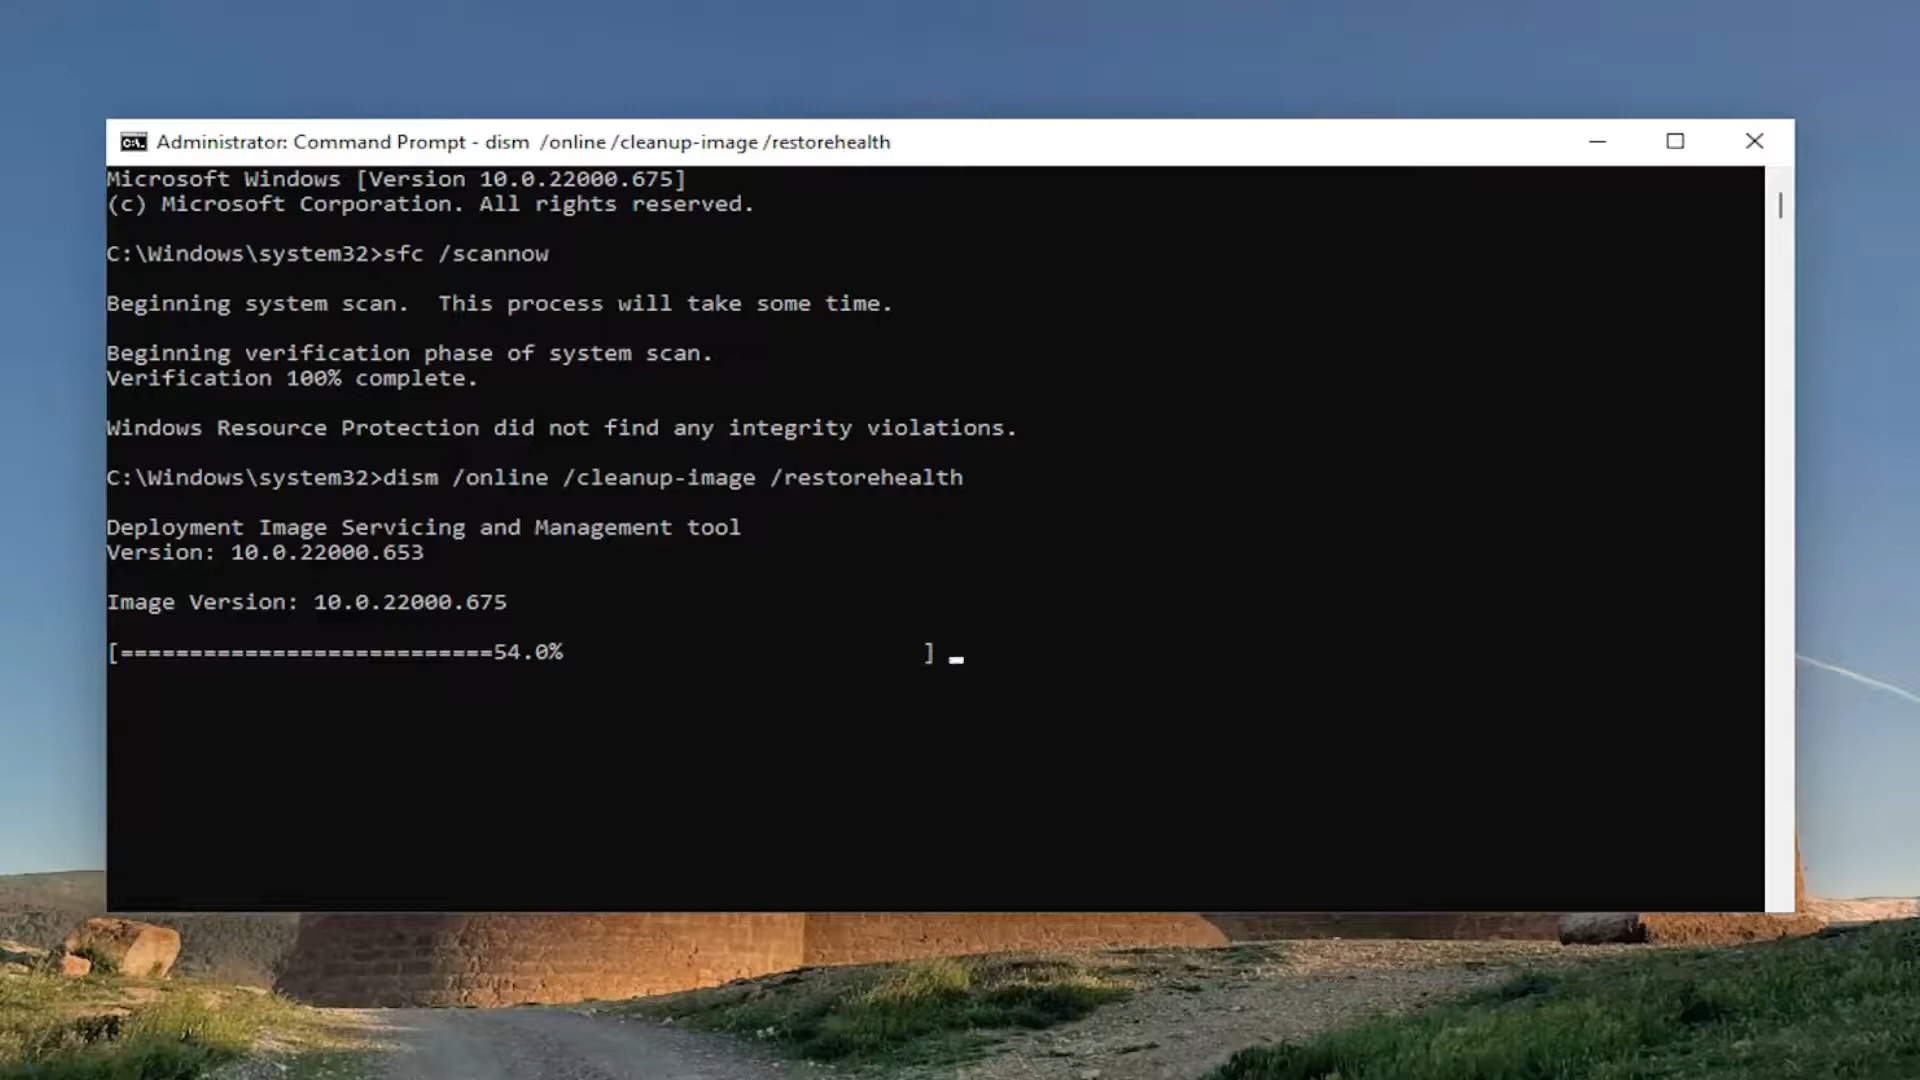 Administrator: Command Prompt - dism  /online /cleanup-image /restorehealth
Microsoft Windows [Version 10.0.22000.675]
(c) Microsoft Corporation. All rights reserved.
C:\Windows\system32>sfc /scannow
Beginning system scan.  This process will take some time.
Beginning verification phase of system scan.
Verification 100% complete.
Windows Resource Protection did not find any integrity violations.
C:\Windows\system32>dism /online /cleanup-image /restorehealth
Deployment Image Servicing and Management tool
Version: 10.0.22000.653
Image Version: 10.0.22000.675
[===========================54.0%                          ]